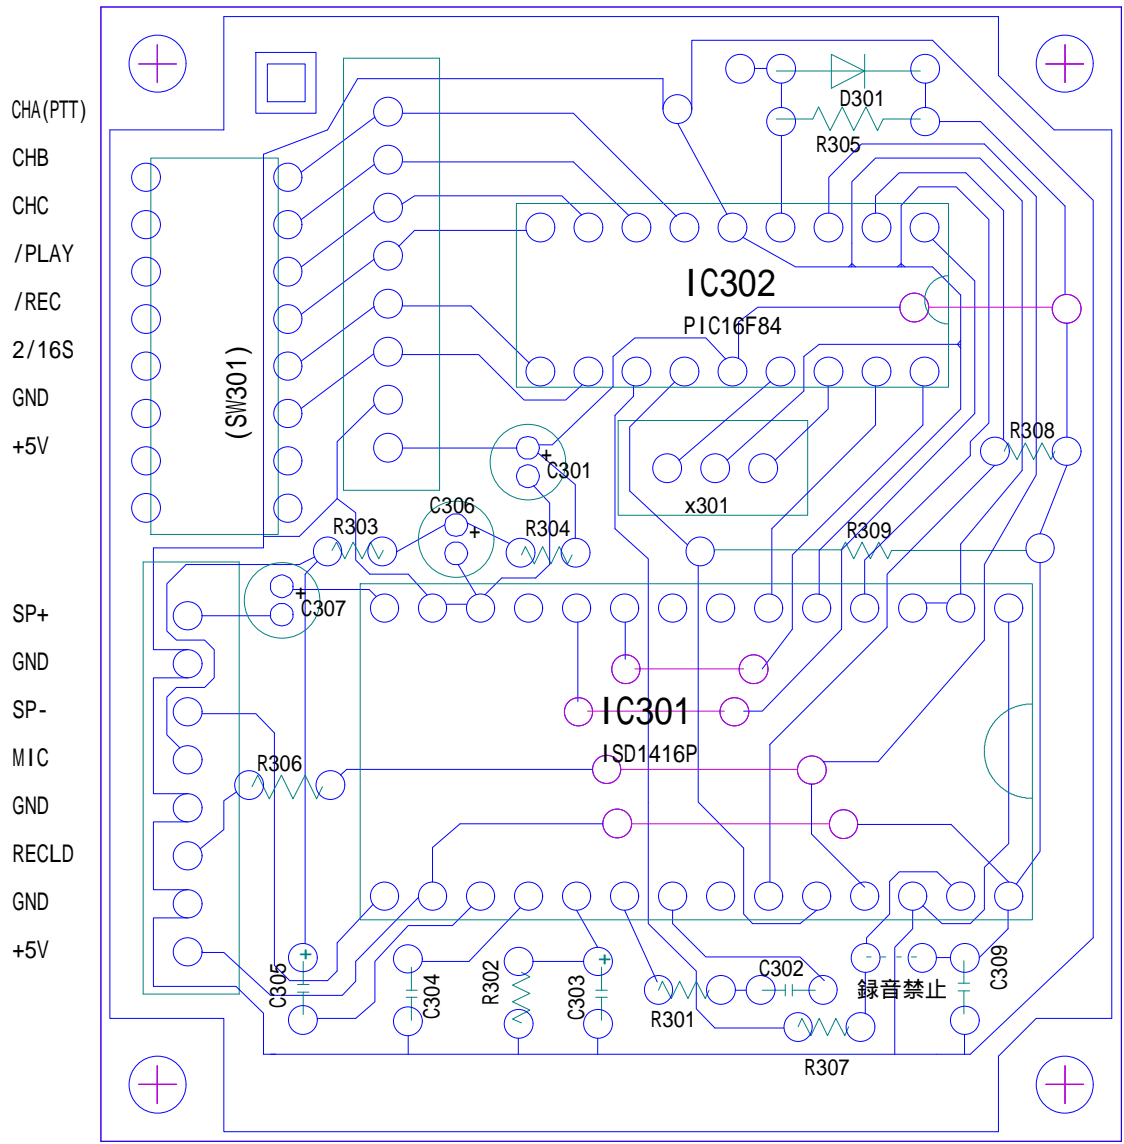 CHA(PTT)
CHB
CHC
/PLAY
/REC
2/16S
GND
+5V
(SW301)
D301
R305
IC302
PIC16F84
R308
+
C301
x301
C306
+
R303
R304
R309
+
C307
SP+
GND
SP-
MIC
GND
RECLD
GND
+5V
IC301
ISD1416P
R306
+
C305
C304
R302
+
C303
R301
C302
録音禁止
C309
R307